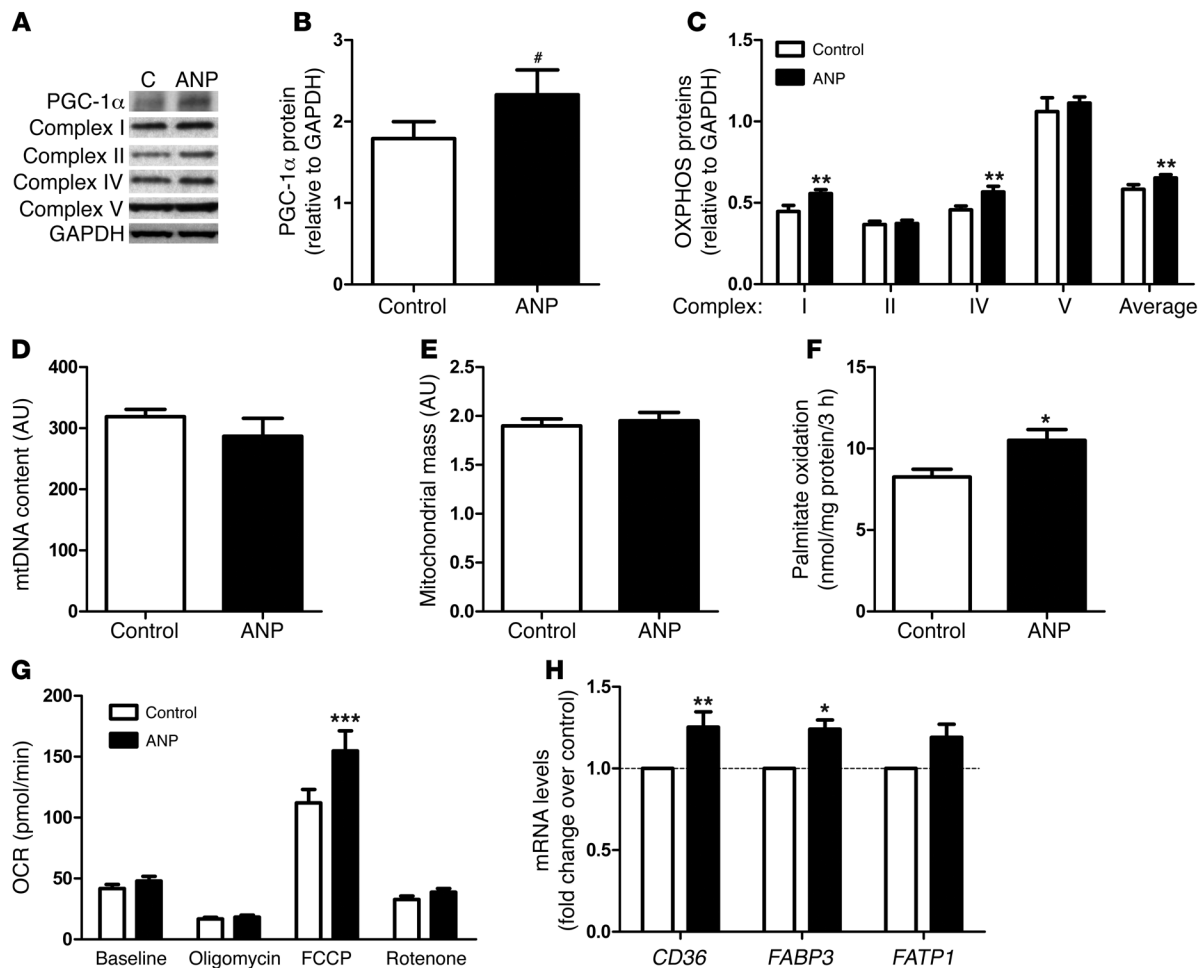 A
C ANP
PGC-1α
Complex I
Complex II
Complex IV
Complex V
GAPDH
B
PGC-1α protein
(relative to GAPDH)
3
2
1
0
#
Control
ANP
C
OXPHOS proteins
(relative to GAPDH)
1.5
1.0
0.5
0.0
Control
ANP
**
**
**
Complex: I II IV V Average
D
mtDNA content (AU)
400
300
200
100
0
Control
ANP
E
Mitochondrial mass (AU)
2.5
2.0
1.5
1.0
0.5
0.0
Control
ANP
F
Palmitate oxidation
(nmol/mg protein/3 h)
15
10
5
0
*
Control
ANP
G
OCR (pmol/min)
200
150
100
50
0
Control
ANP
***
Baseline Oligomycin FCCP Rotenone
H
mRNA levels
(fold change over control)
1.5
1.0
0.5
0.0
**
*
CD36 FABP3 FATP1